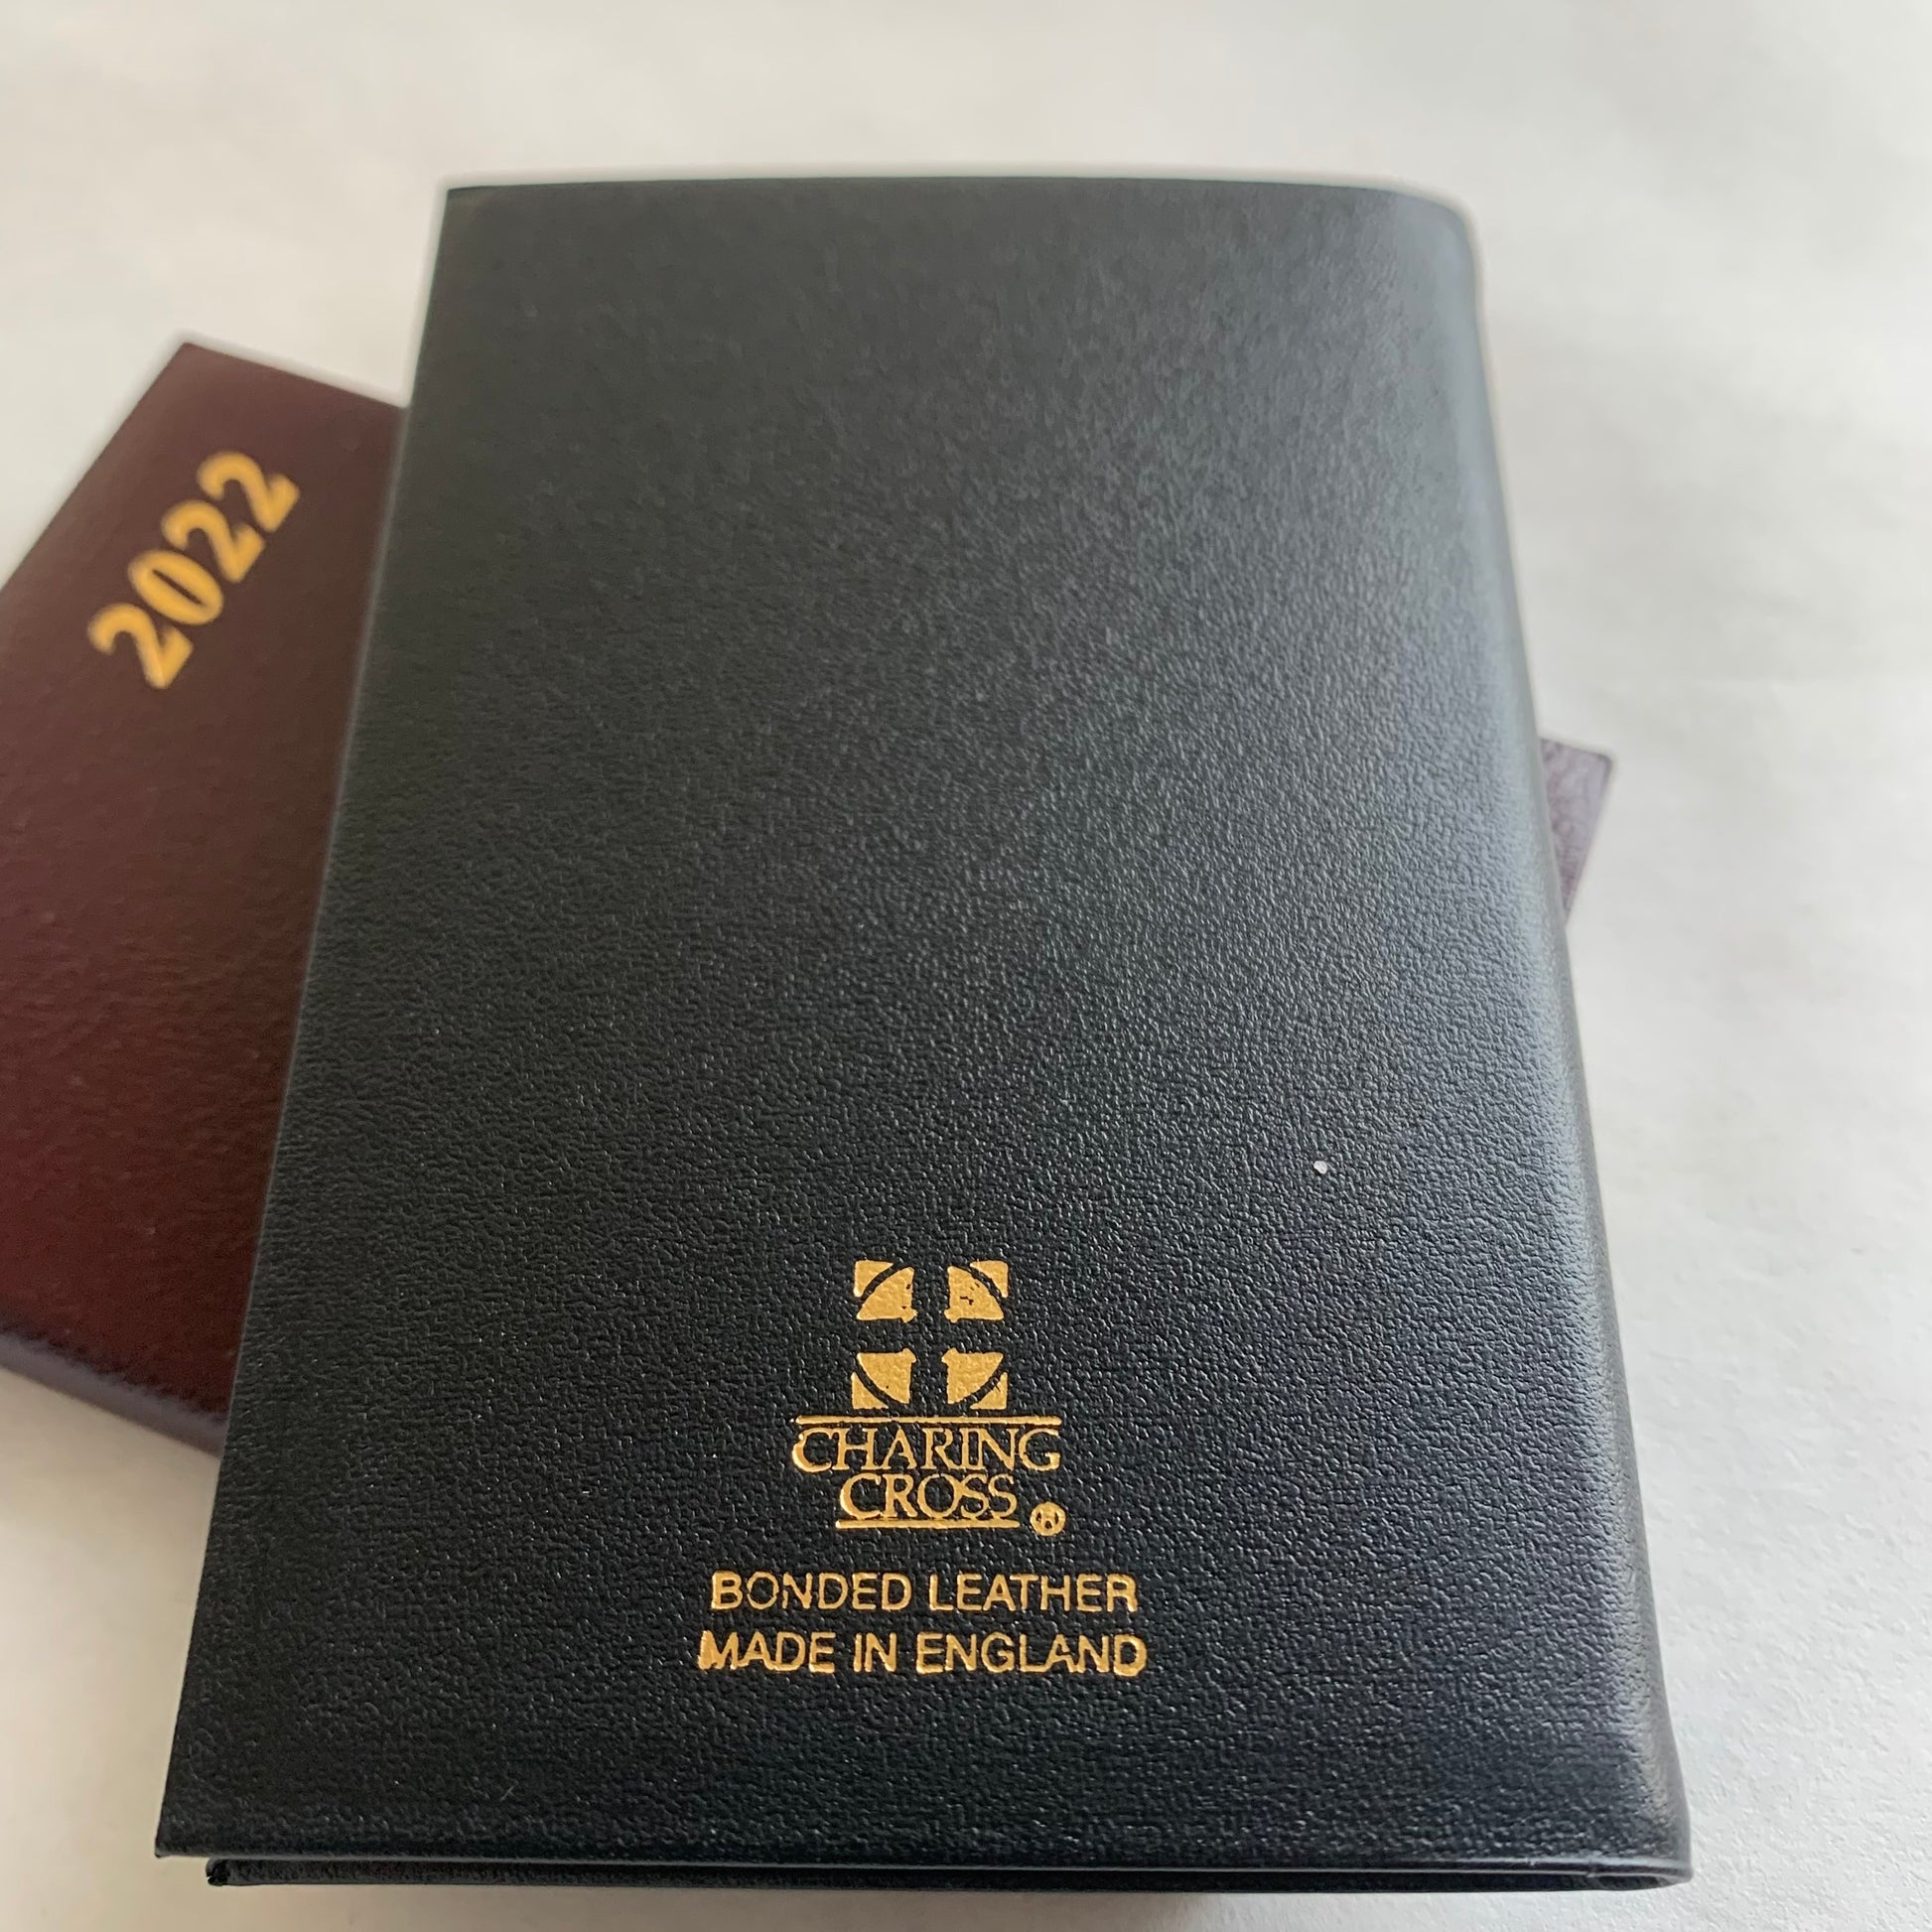 2022
CHARING
CROSS ®
BONDED LEATHER
MADE IN ENGLAND